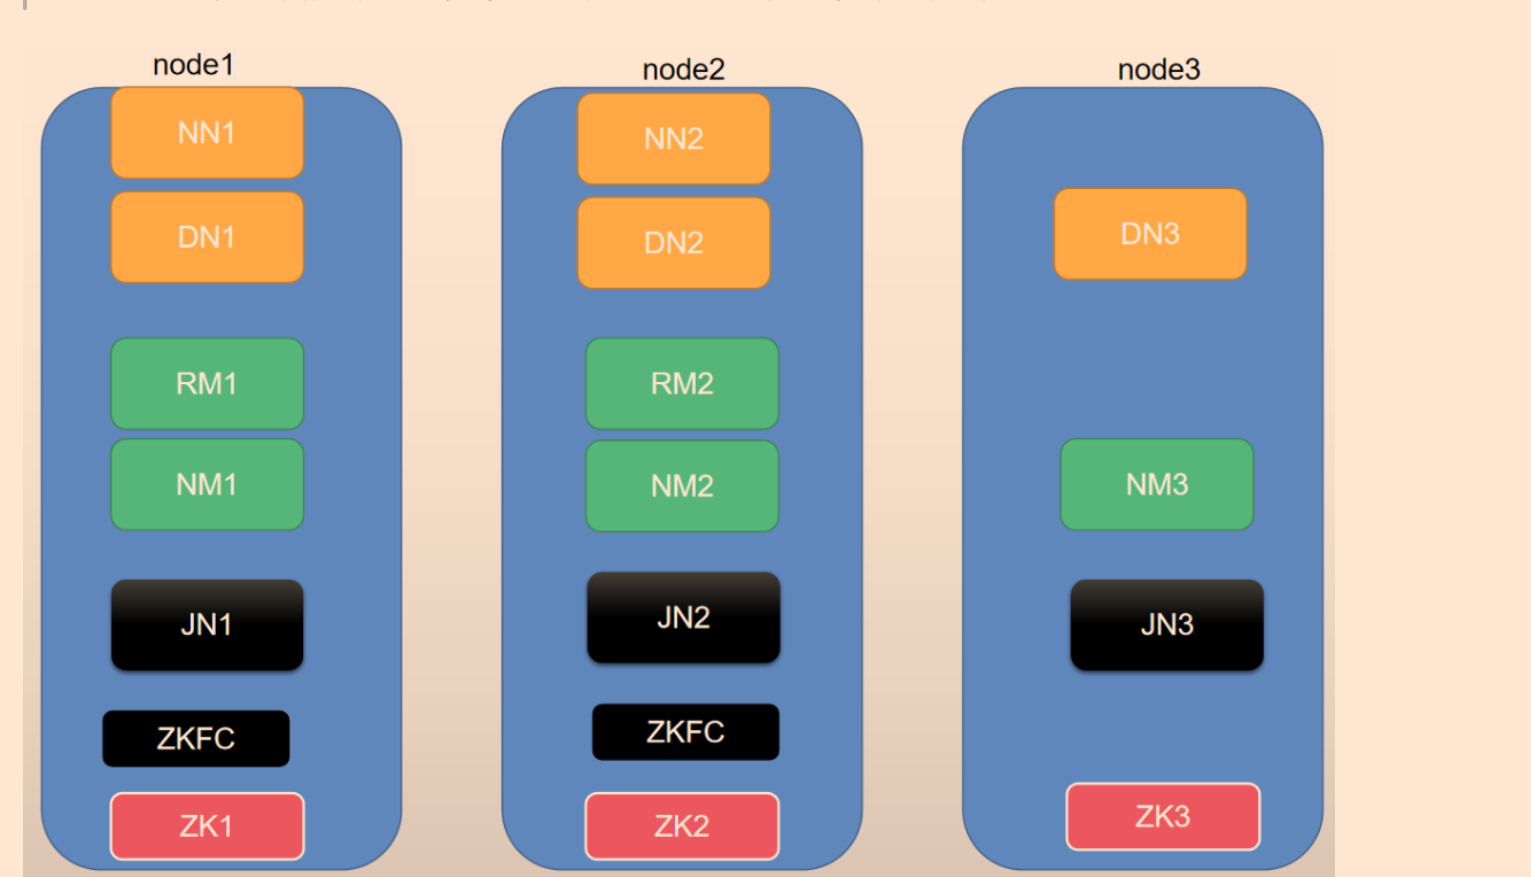 node1
NN1
DN1
RM1
NM1
JN1
ZKFC
ZK1
node2
NN2
DN2
RM2
NM2
JN2
ZKFC
ZK2
node3
DN3
NM3
JN3
ZK3